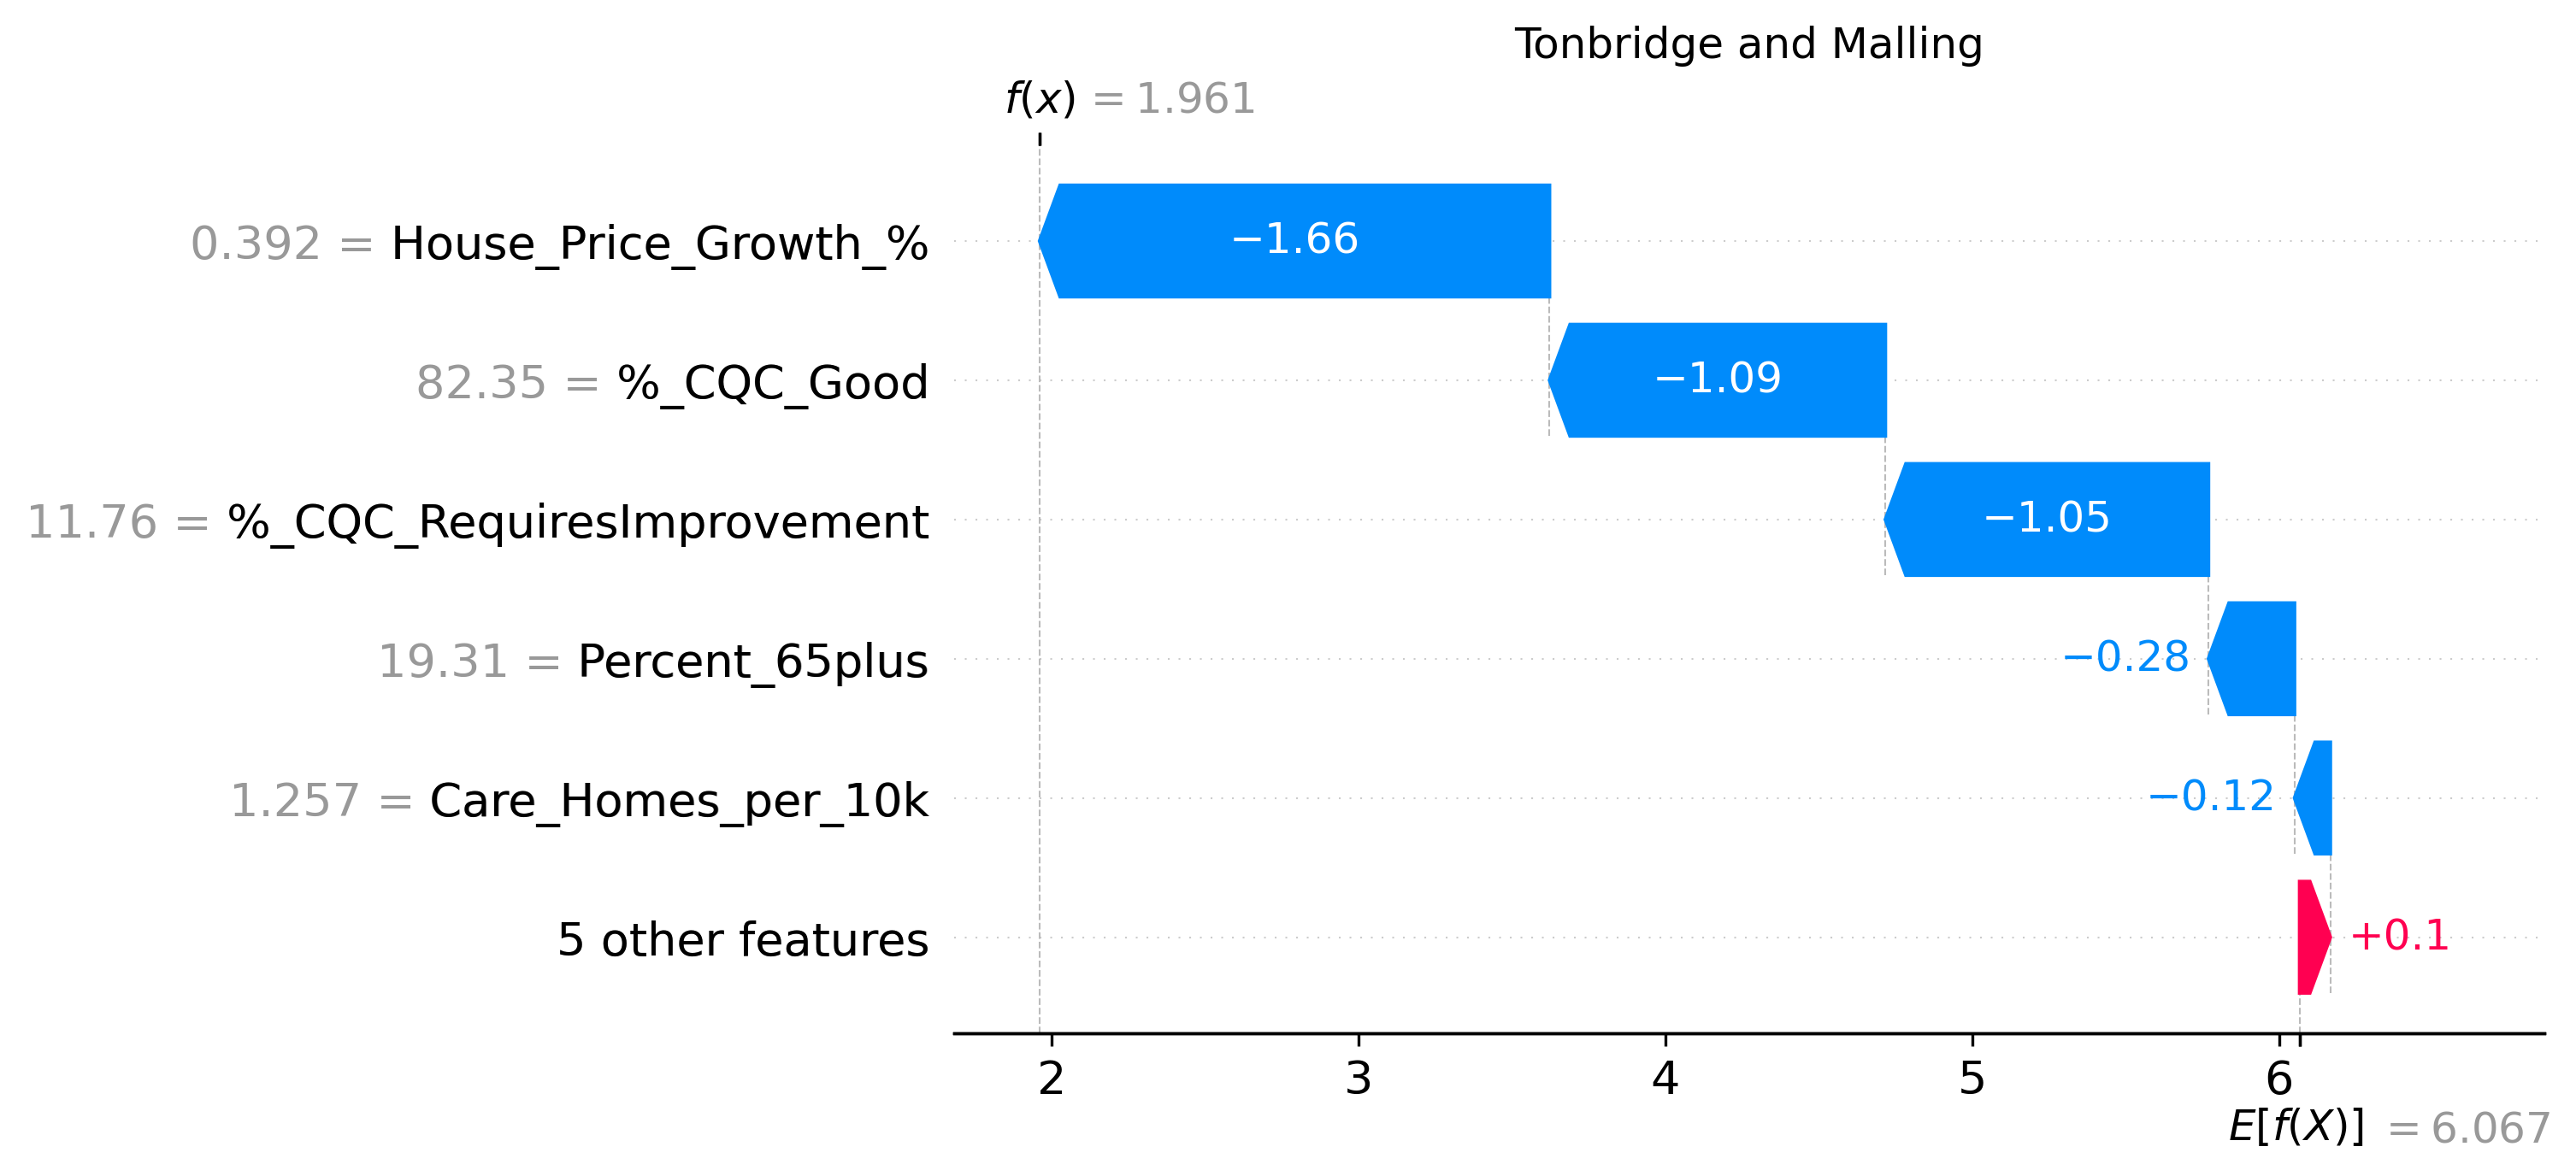 Tonbridge and Malling
f(x) = 1.961
0.392 = House_Price_Growth_%
−1.66
82.35 = %_CQC_Good
−1.09
11.76 = %_CQC_RequiresImprovement
−1.05
19.31 = Percent_65plus
−0.28
1.257 = Care_Homes_per_10k
−0.12
5 other features
+0.1
2 3 4 5 6
E[f(X)] = 6.067